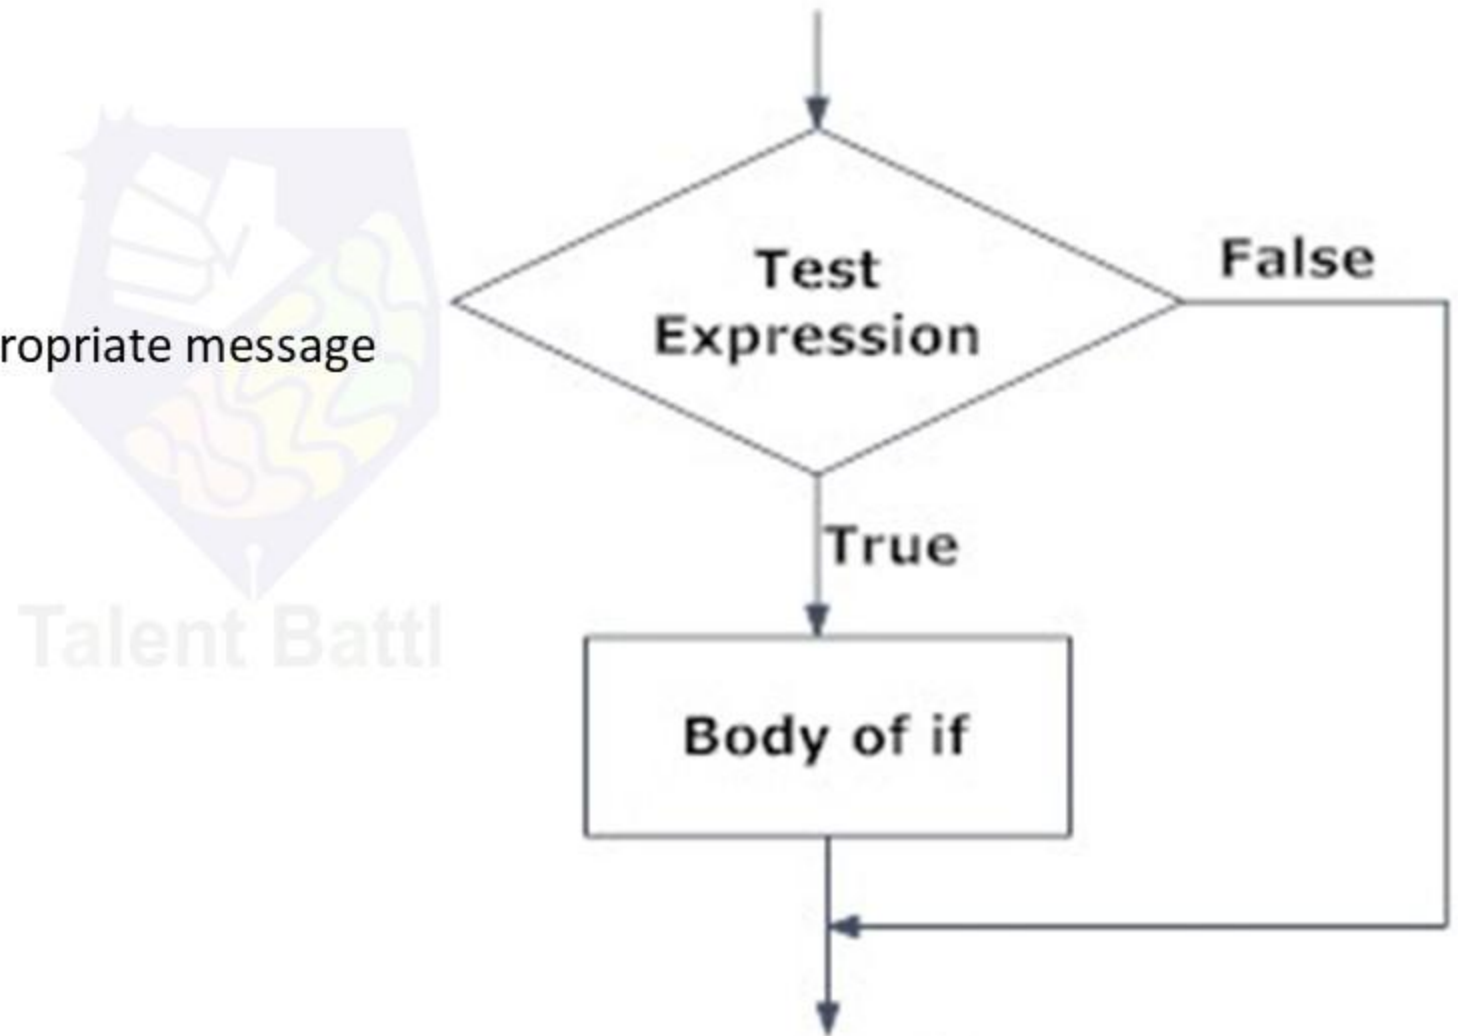 Test
Expression
False
ropriate message
True
Talent Battl
Body of if